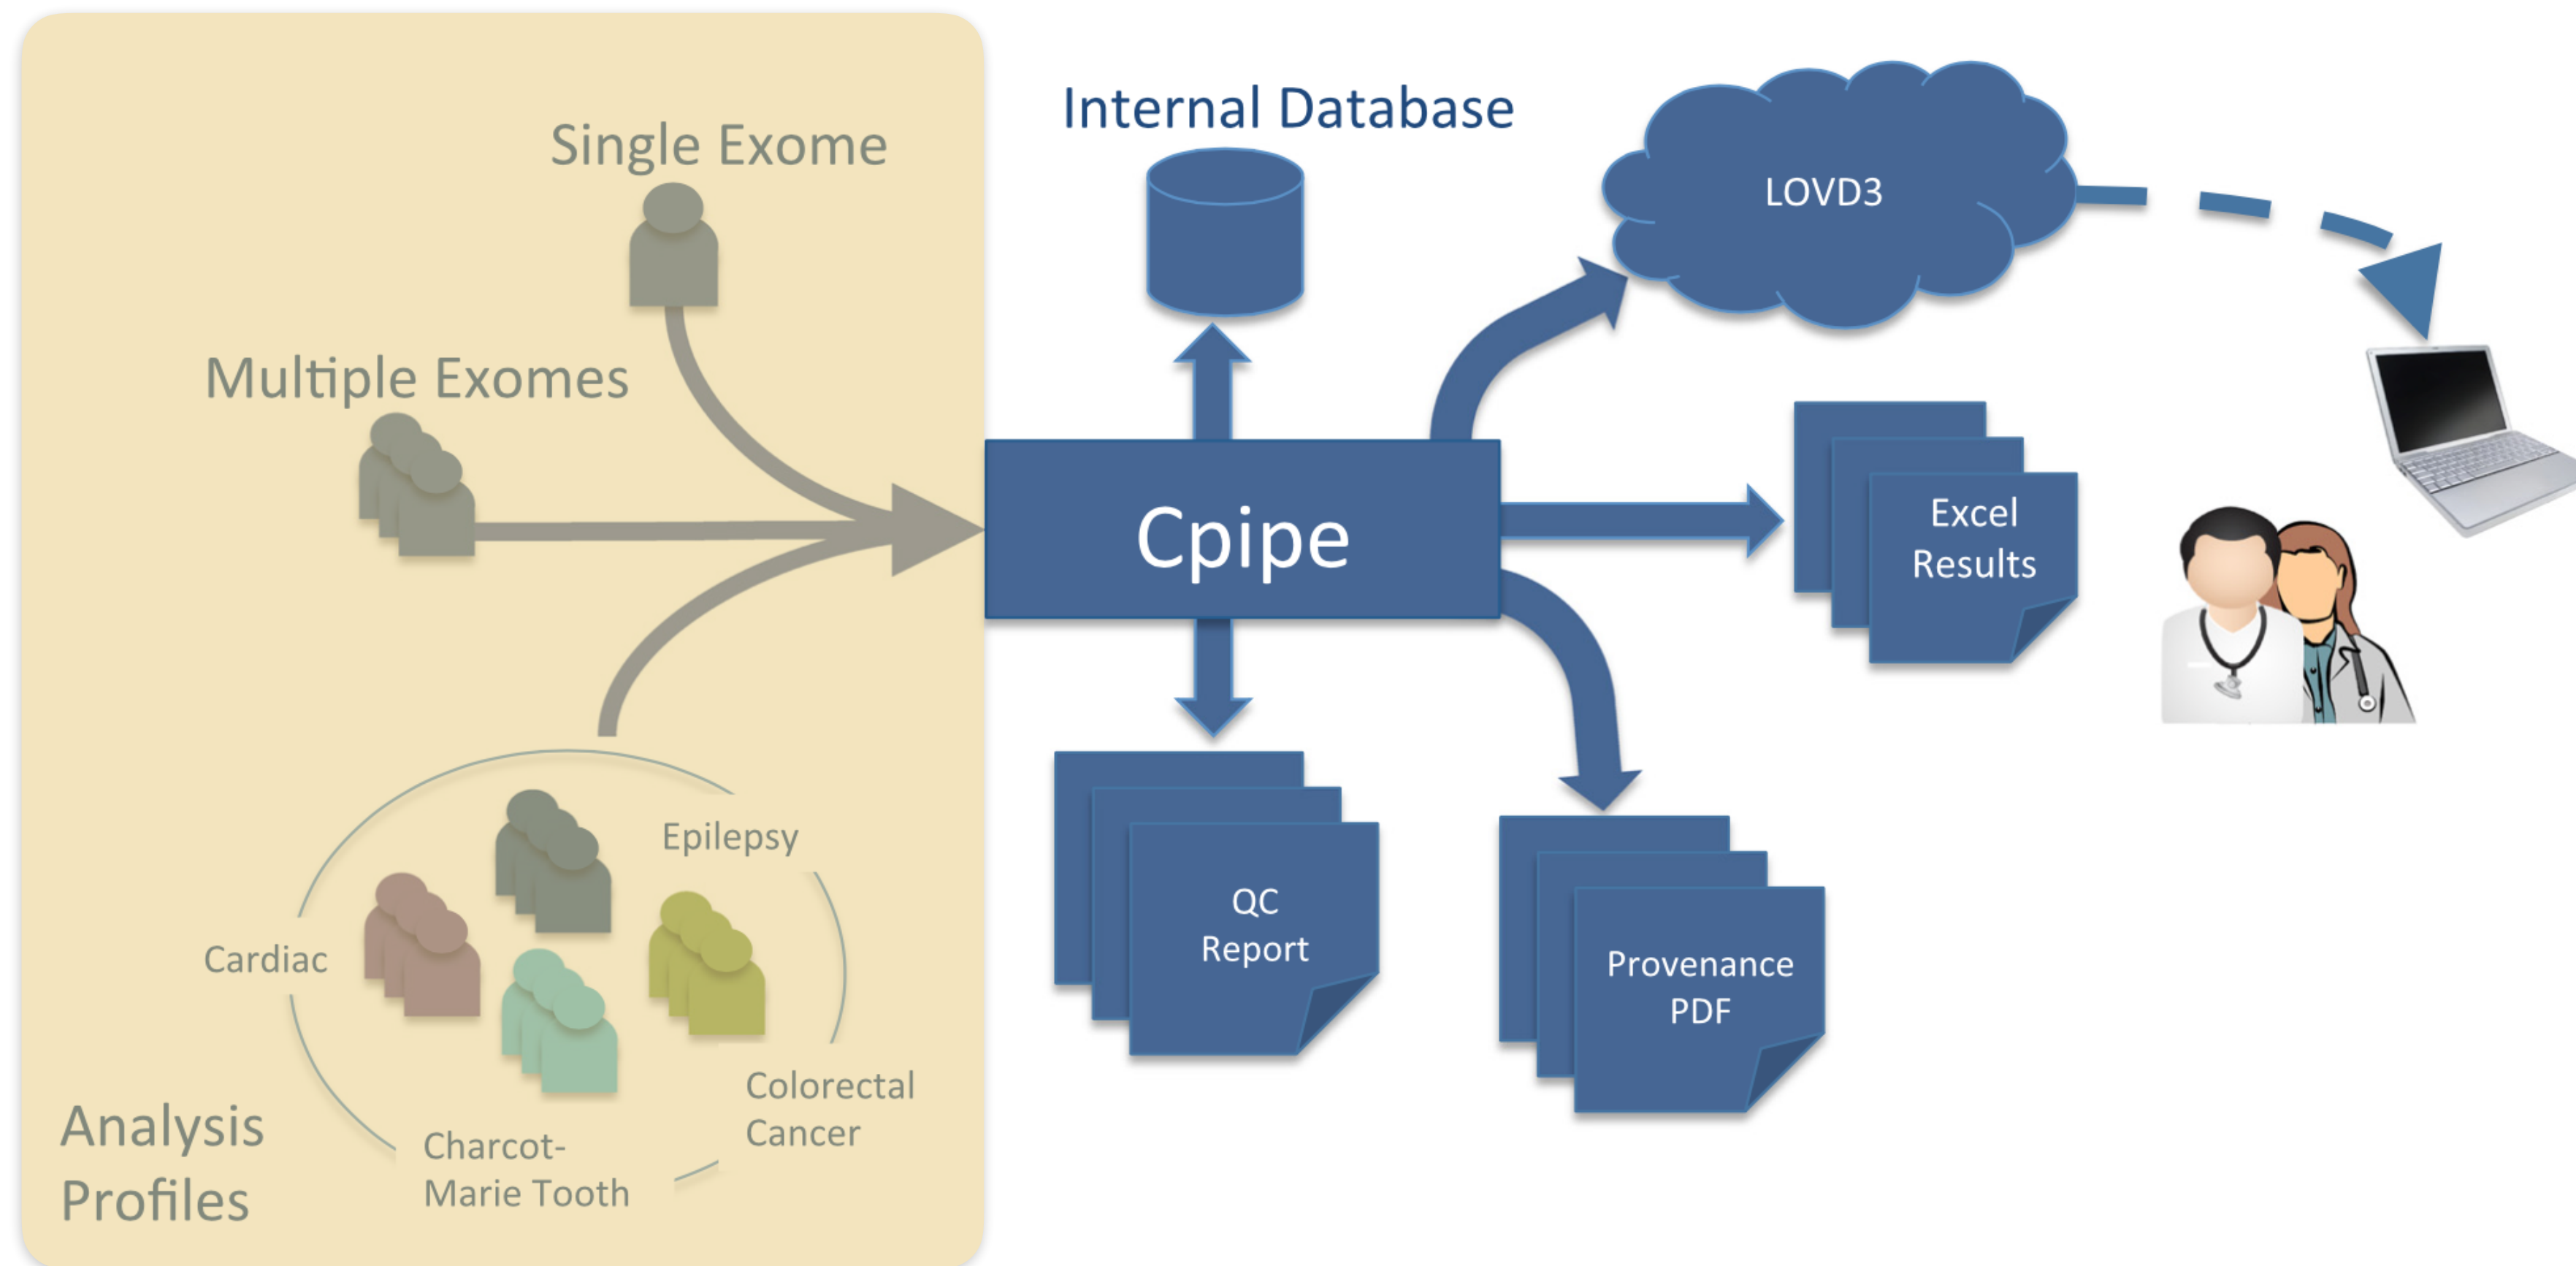 Single Exome
Multiple Exomes
Epilepsy
Cardiac
Colorectal
Cancer
Charcot-
Marie Tooth
Analysis
Profiles
Internal Database
LOVD3
Cpipe
Excel
Results
QC
Report
Provenance
PDF